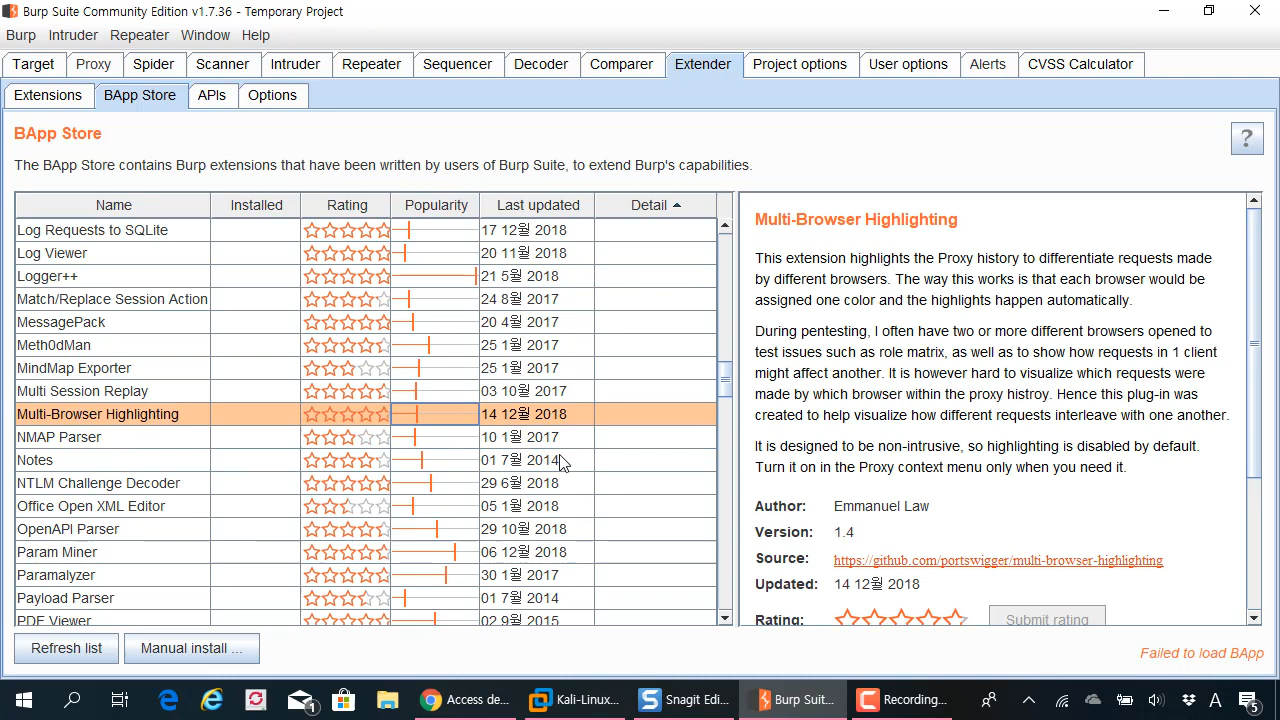 Burp Suite Community Edition v1.7.36 - Temporary Project
Burp Intruder Repeater Window Help
Target Proxy Spider Scanner Intruder Repeater Sequencer Decoder Comparer Extender Project options User options Alerts CVSS Calculator
Extensions BApp Store APIs Options
BApp Store
?
The BApp Store contains Burp extensions that have been written by users of Burp Suite, to extend Burp's capabilities.
Name Installed Rating Popularity Last updated Detail
Log Requests to SQLite 17 12월 2018
Log Viewer 20 11월 2018
Logger++ 21 5월 2018
Match/Replace Session Action 24 8월 2017
MessagePack 20 4월 2017
Meth0dMan 25 1월 2017
MindMap Exporter 25 1월 2017
Multi Session Replay 03 10월 2017
Multi-Browser Highlighting 14 12월 2018
NMAP Parser 10 1월 2017
Notes 01 7월 2014
NTLM Challenge Decoder 29 6월 2018
Office Open XML Editor 05 1월 2018
OpenAPI Parser 29 10월 2018
Param Miner 06 12월 2018
Paramalyzer 30 1월 2017
Payload Parser 01 7월 2014
PDF Viewer 02 9월 2015
Multi-Browser Highlighting
This extension highlights the Proxy history to differentiate requests made
by different browsers. The way this works is that each browser would be
assigned one color and the highlights happen automatically.
During pentesting, I often have two or more different browsers opened to
test issues such as role matrix, as well as to show how requests in 1 client
might affect another. It is however hard to visualize which requests were
made by which browser within the proxy histroy. Hence this plug-in was
created to help visualize how different requests interleave with one another.
It is designed to be non-intrusive, so highlighting is disabled by default.
Turn it on in the Proxy context menu only when you need it.
Author: Emmanuel Law
Version: 1.4
Source: https://github.com/portswigger/multi-browser-highlighting
Updated: 14 12월 2018
Rating: Submit rating
Refresh list Manual install ...
Failed to load BApp
1 Access de... Kali-Linux... Snagit Edi... Burp Suit... Recording... A 5